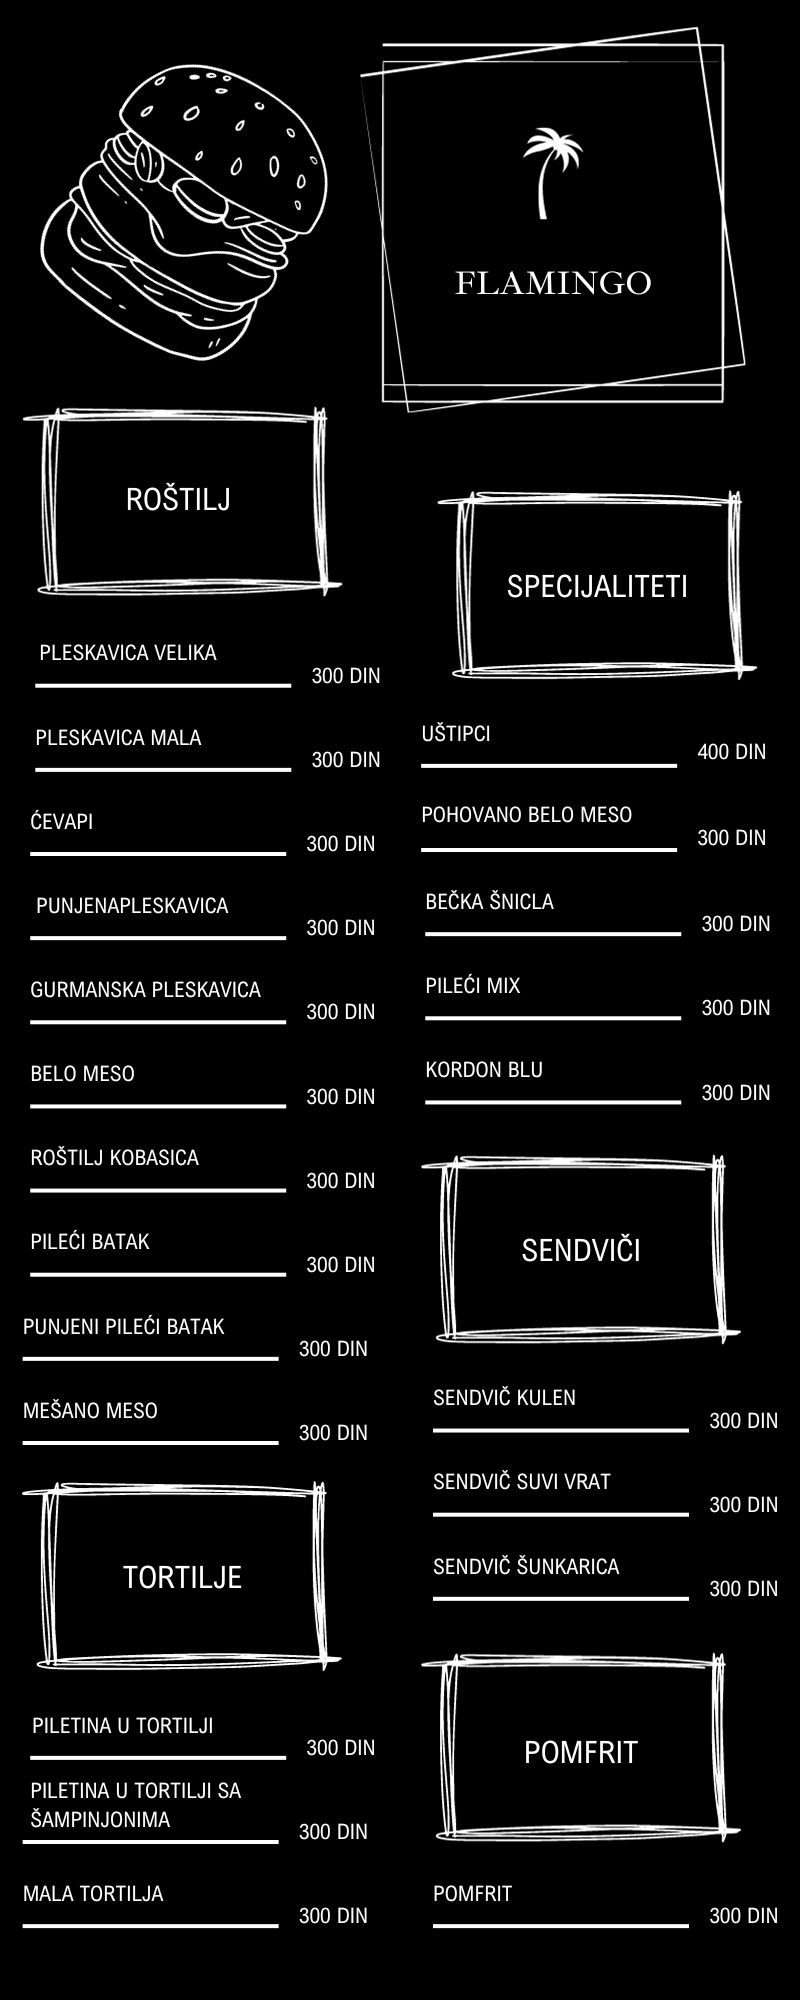 FLAMINGO
ROŠTILJ
PLESKAVICA VELIKA
300 DIN
PLESKAVICA MALA
300 DIN
ĆEVAPI
300 DIN
PUNJENAPLESKAVICA
300 DIN
GURMANSKA PLESKAVICA
300 DIN
BELO MESO
300 DIN
ROŠTILJ KOBASICA
300 DIN
PILEĆI BATAK
300 DIN
PUNJENI PILEĆI BATAK
300 DIN
MEŠANO MESO
300 DIN
TORTILJE
PILETINA U TORTILJI
300 DIN
PILETINA U TORTILJI SA
ŠAMPINJONIMA
300 DIN
MALA TORTILJA
300 DIN
SPECIJALITETI
UŠTIPCI
400 DIN
POHOVANO BELO MESO
300 DIN
BEČKA ŠNICLA
300 DIN
PILEĆI MIX
300 DIN
KORDON BLU
300 DIN
SENDVIČI
SENDVIČ KULEN
300 DIN
SENDVIČ SUVI VRAT
300 DIN
SENDVIČ ŠUNKARICA
300 DIN
POMFRIT
POMFRIT
300 DIN